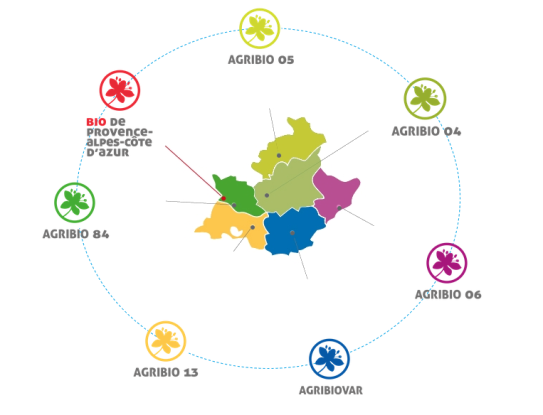 AGRIBIO 05
BIO DE
PROVENCE-
ALPES-CÔTE
D'AZUR
AGRIBIO 04
AGRIBIO 84
AGRIBIO 06
AGRIBIO 13
AGRIBIOVAR